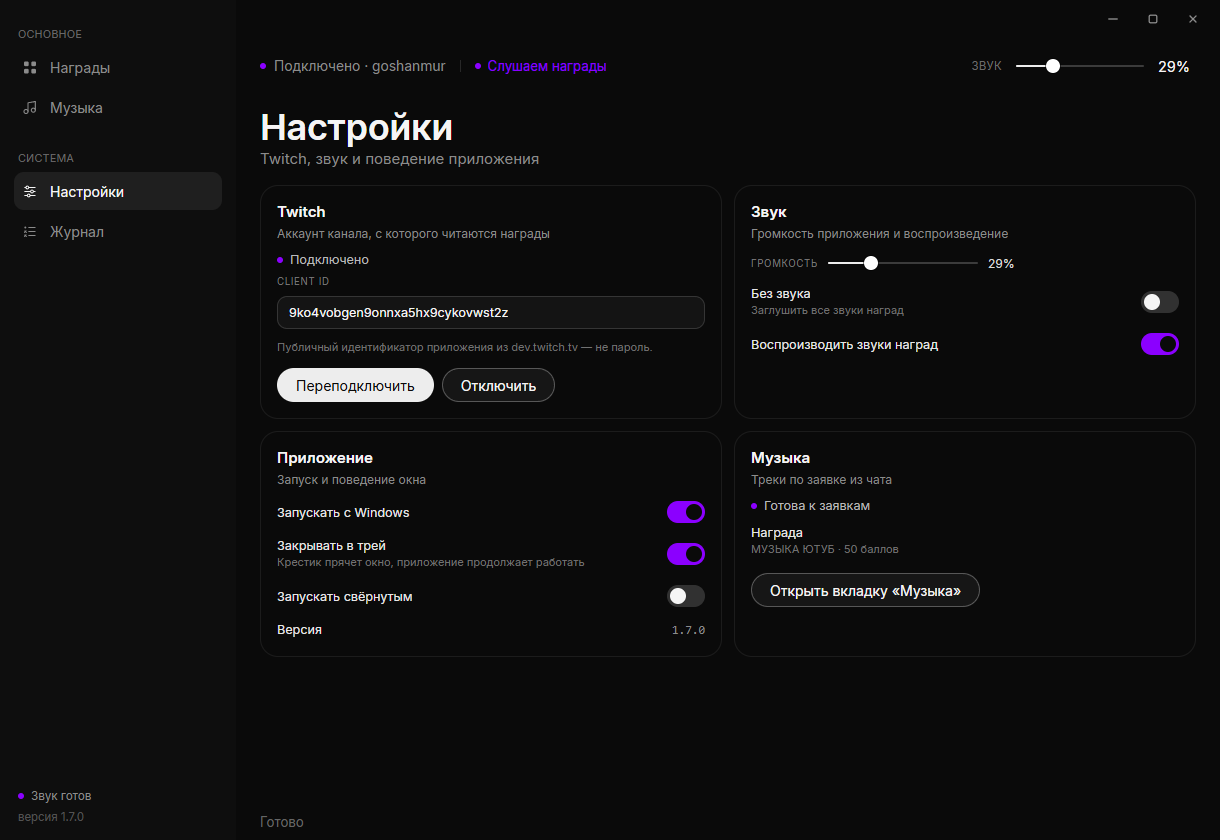 ОСНОВНОЕ
Награды
Музыка
СИСТЕМА
Настройки
Журнал
Звук готов
версия 1.7.0
Подключено · goshanmur
Слушаем награды
ЗВУК
29%
Настройки
Twitch, звук и поведение приложения
Twitch
Аккаунт канала, с которого читаются награды
Подключено
CLIENT ID
9ko4vobgen9onnxa5hx9cykovwst2z
Публичный идентификатор приложения из dev.twitch.tv — не пароль.
Переподключить
Отключить
Звук
Громкость приложения и воспроизведение
ГРОМКОСТЬ
29%
Без звука
Заглушить все звуки наград
Воспроизводить звуки наград
Приложение
Запуск и поведение окна
Запускать с Windows
Закрывать в трей
Крестик прячет окно, приложение продолжает работать
Запускать свёрнутым
Версия
1.7.0
Музыка
Треки по заявке из чата
Готова к заявкам
Награда
МУЗЫКА ЮТУБ · 50 баллов
Открыть вкладку «Музыка»
Готово